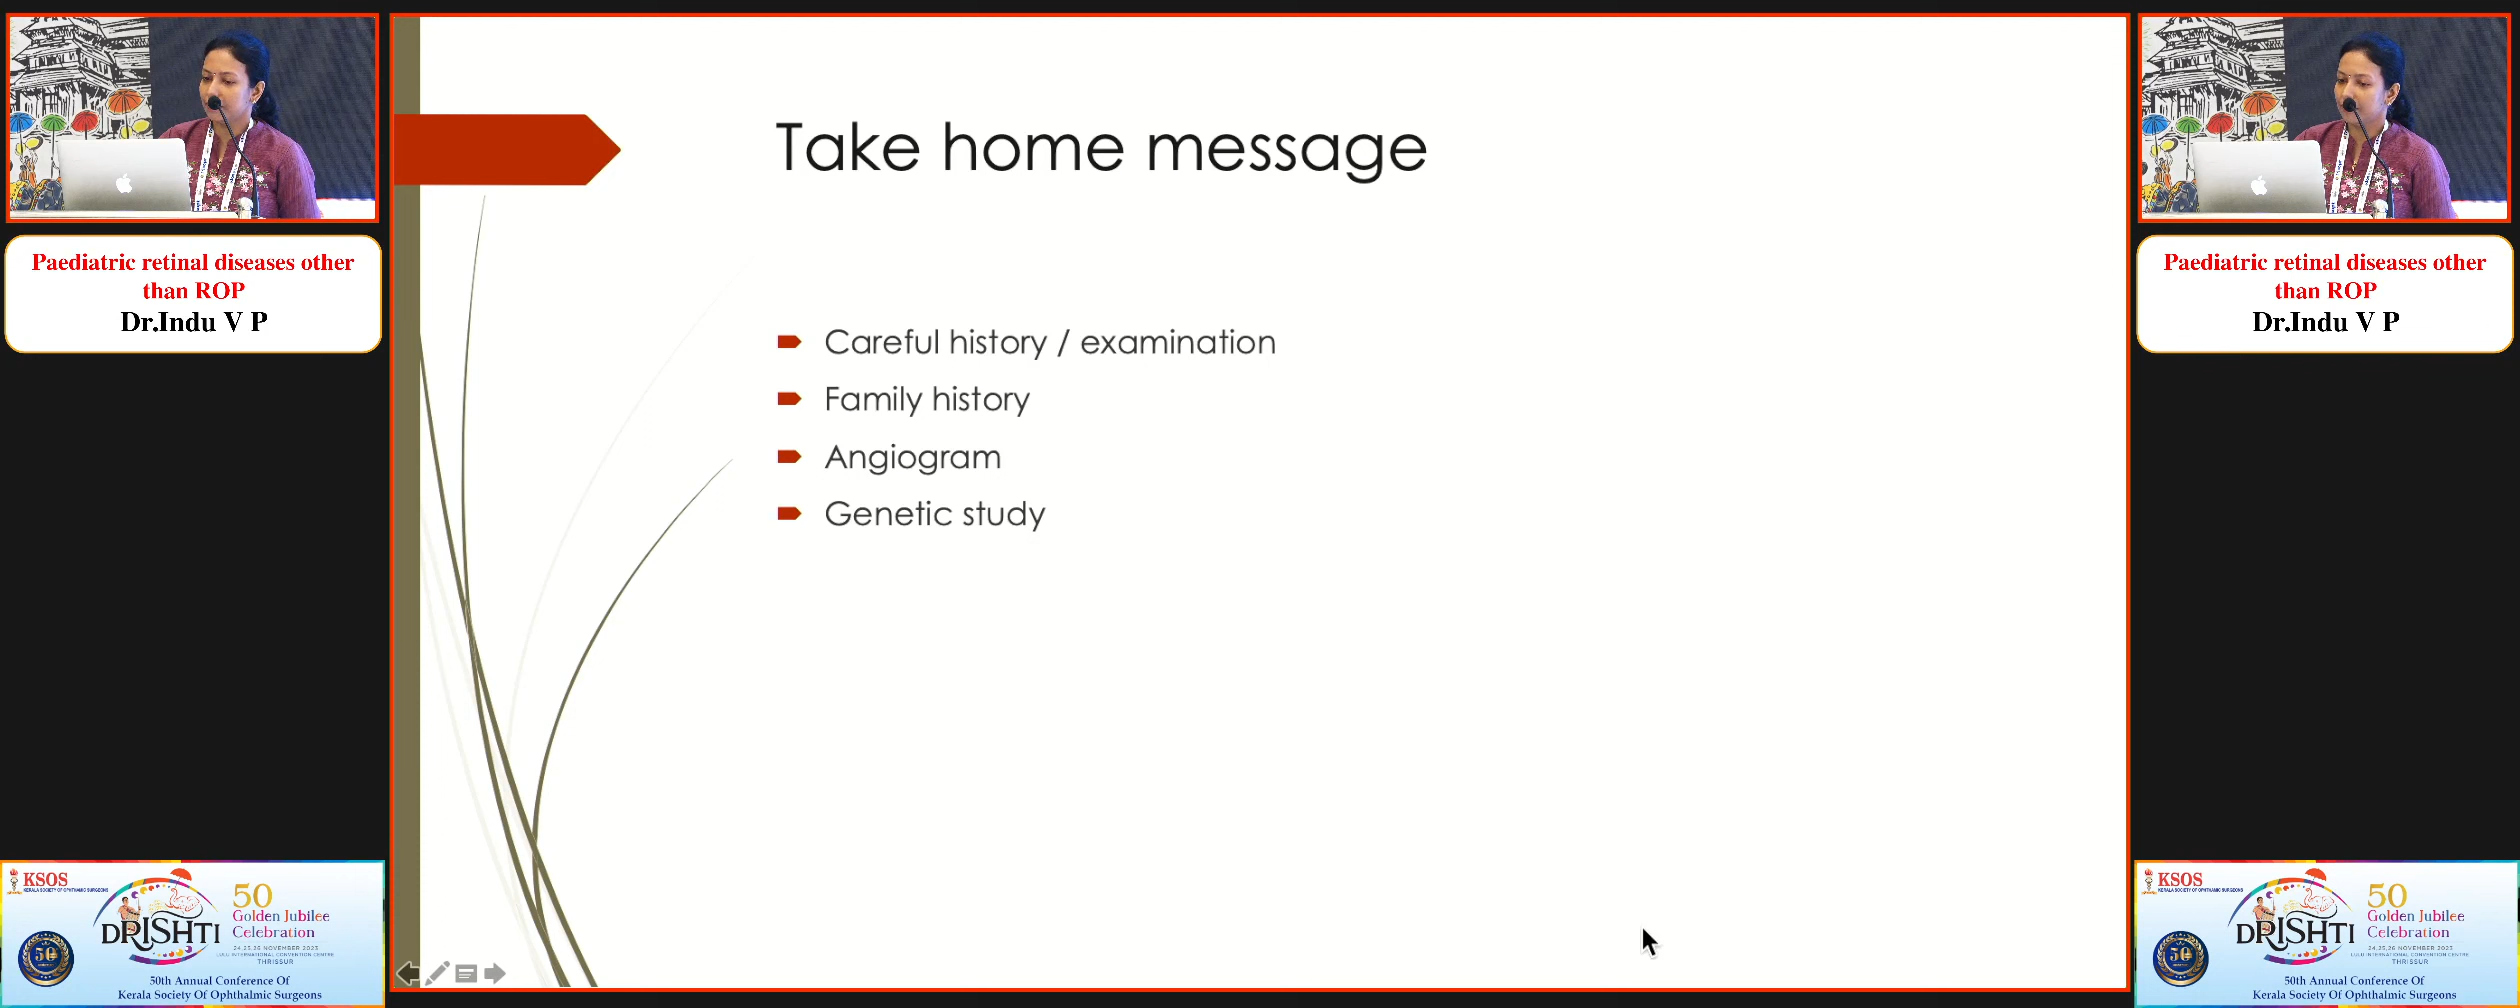 Paediatric retinal diseases other
than ROP
Dr.Indu V P
Take home message
Careful history / examination
Family history
Angiogram
Genetic study
Paediatric retinal diseases other
than ROP
Dr.Indu V P
KSOS
KERALA SOCIETY OF OPHTHALMIC SURGEONS
DRISHTI
50
Golden Jubilee
Celebration
24,25,26 NOVEMBER 2023
LULU INTERNATIONAL CONVENTION CENTRE
THRISSUR
50
50th Annual Conference Of
Kerala Society Of Ophthalmic Surgeons
KSOS
KERALA SOCIETY OF OPHTHALMIC SURGEONS
DRISHTI
50
Golden Jubilee
Celebration
24,25,26 NOVEMBER 2023
LULU INTERNATIONAL CONVENTION CENTRE
THRISSUR
50
50th Annual Conference Of
Kerala Society Of Ophthalmic Surgeons